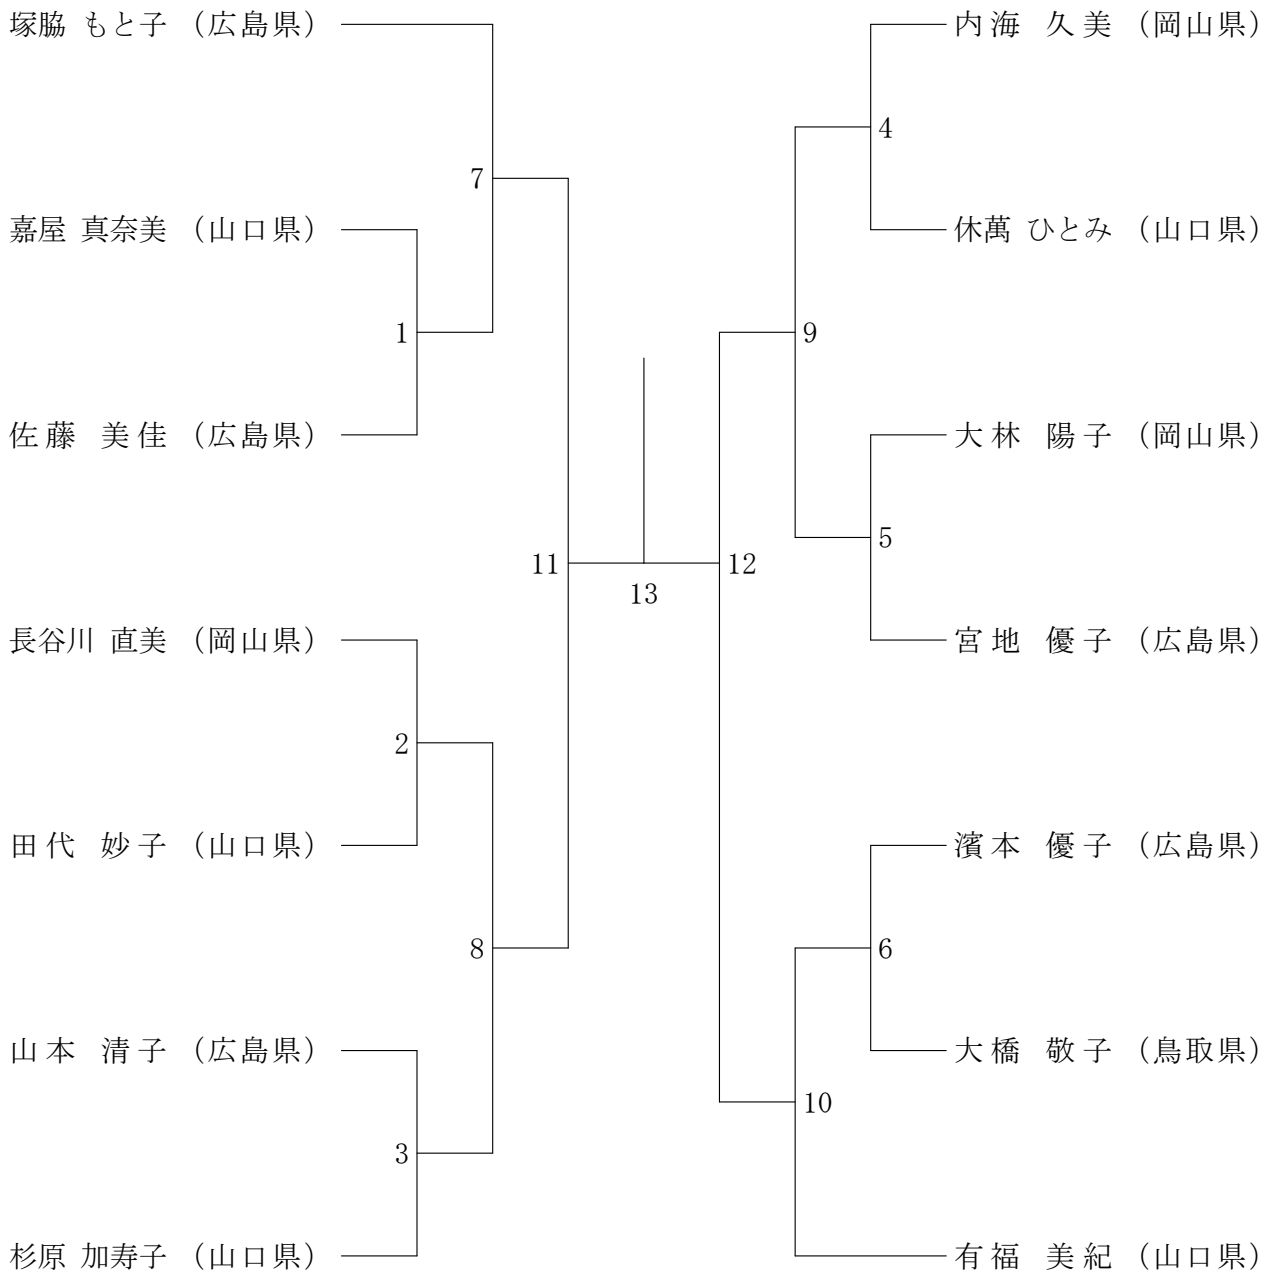 塚脇 もと子 （広島県）
嘉屋 真奈美 （山口県）
佐藤 美佳 （広島県）
長谷川 直美 （岡山県）
田代 妙子 （山口県）
山本 清子 （広島県）
杉原 加寿子 （山口県）
1
2
3
7
8
11
13
12
9
10
4
5
6
内海 久美 （岡山県）
休萬 ひとみ （山口県）
大林 陽子 （岡山県）
宮地 優子 （広島県）
濱本 優子 （広島県）
大橋 敬子 （鳥取県）
有福 美紀 （山口県）